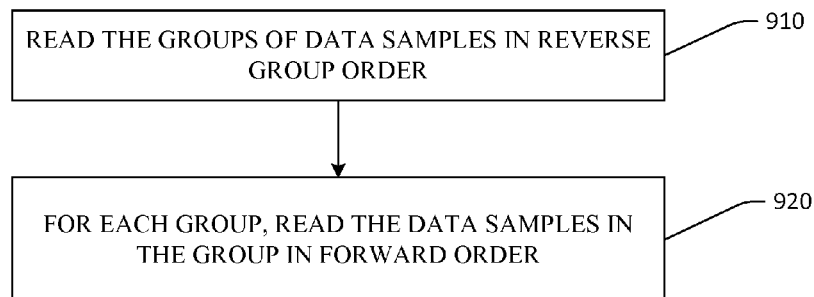 READ THE GROUPS OF DATA SAMPLES IN REVERSE
GROUP ORDER
910
FOR EACH GROUP, READ THE DATA SAMPLES IN
THE GROUP IN FORWARD ORDER
920